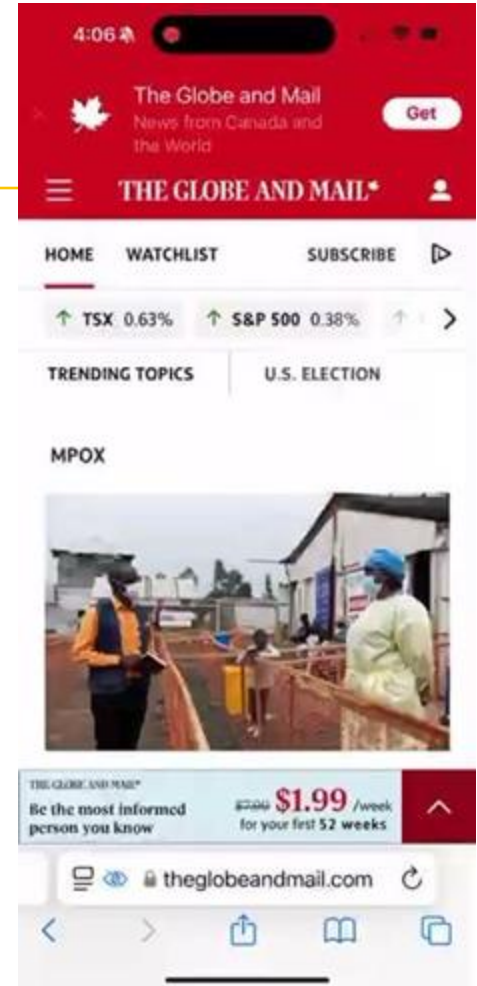 4:06
The Globe and Mail
News from Canada and
the World
Get
THE GLOBE AND MAIL*
HOME WATCHLIST SUBSCRIBE
↑ TSX 0.63% ↑ S&P 500 0.38%
TRENDING TOPICS U.S. ELECTION
MPOX
THE GLOBE AND MAIL*
Be the most informed
person you know
$7.99 $1.99 /week
for your first 52 weeks
theglobeandmail.com